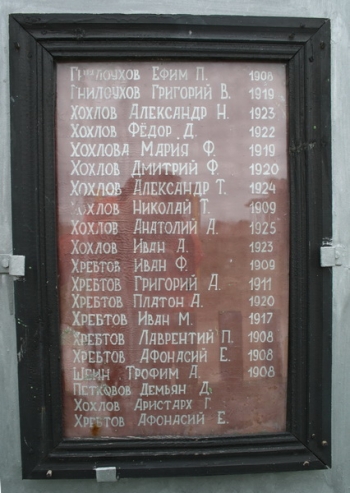 Гнилоухов Ефим П. 1908
Гнилоухов Григорий В. 1919
Хохлов Александр Н. 1923
Хохлов Фёдор Д. 1922
Хохлова Мария Ф. 1919
Хохлов Дмитрий Ф. 1920
Хохлов Александр Т. 1924
Хохлов Николай Т. 1909
Хохлов Анатолий А. 1925
Хохлов Иван А. 1923
Хребтов Иван Ф. 1909
Хребтов Григорий А. 1911
Хребтов Платон А. 1920
Хребтов Иван М. 1917
Хребтов Лаврентий П. 1908
Хребтов Афонасий Е. 1908
Шеин Трофим А. 1908
Петковов Демьян Д.
Хохлов Аристарх Г.
Хребтов Афонасий Е.